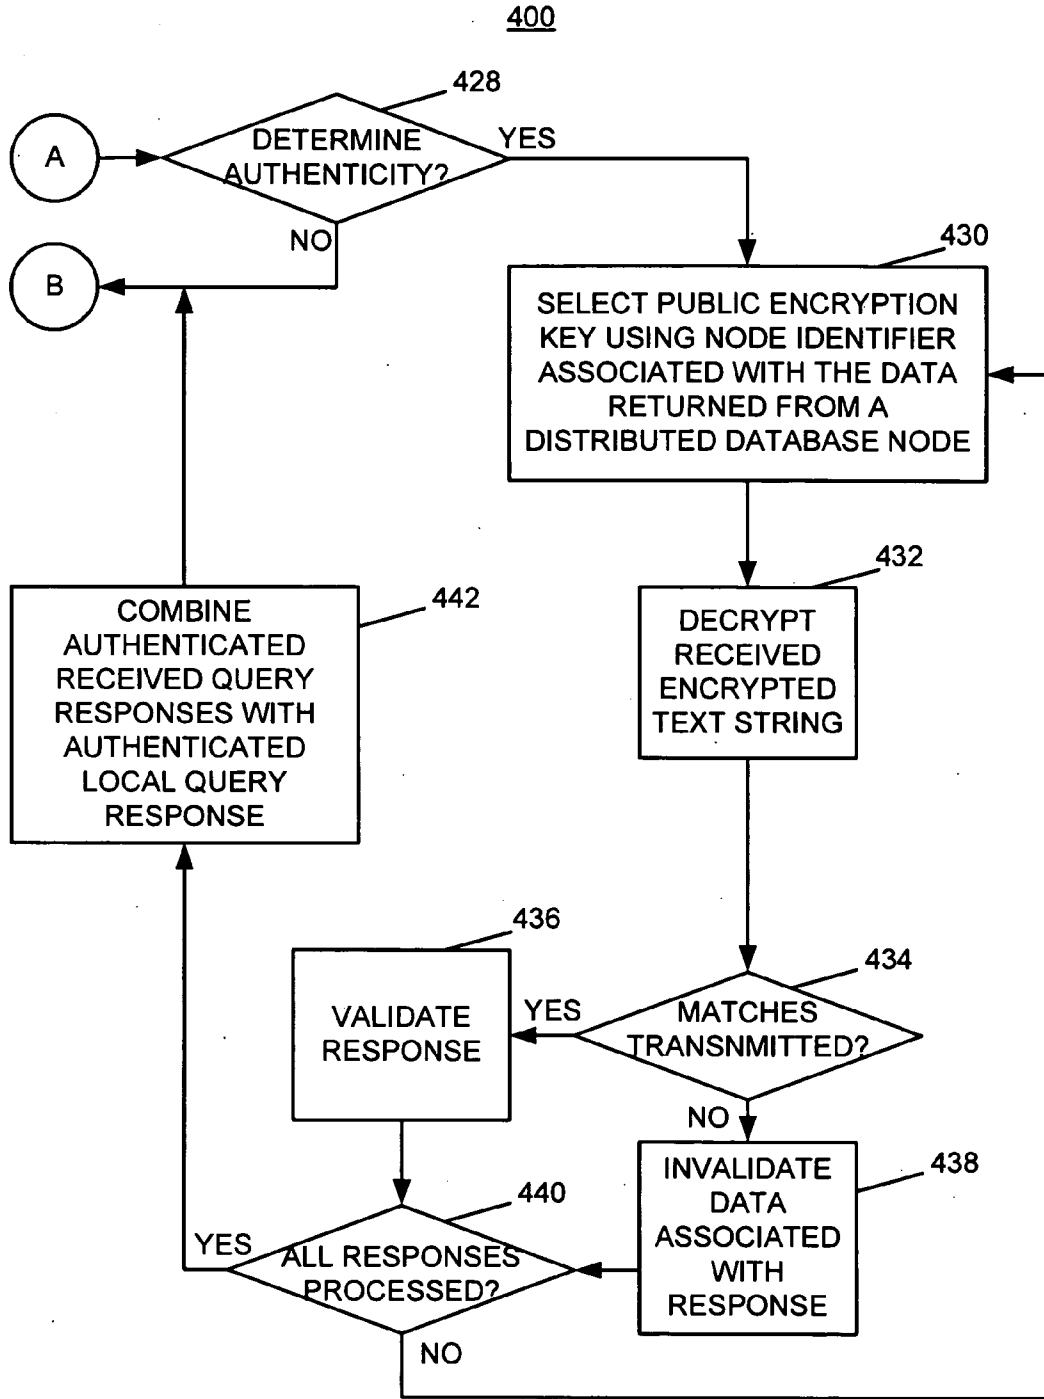 400
428
A
DETERMINE
AUTHENTICITY?
YES
NO
B
430
SELECT PUBLIC ENCRYPTION
KEY USING NODE IDENTIFIER
ASSOCIATED WITH THE DATA
RETURNED FROM A
DISTRIBUTED DATABASE NODE
432
DECRYPT
RECEIVED
ENCRYPTED
TEXT STRING
442
COMBINE
AUTHENTICATED
RECEIVED QUERY
RESPONSES WITH
AUTHENTICATED
LOCAL QUERY
RESPONSE
434
MATCHES
TRANSNMITTED?
YES
NO
436
VALIDATE
RESPONSE
438
INVALIDATE
DATA
ASSOCIATED
WITH
RESPONSE
440
ALL RESPONSES
PROCESSED?
YES
NO